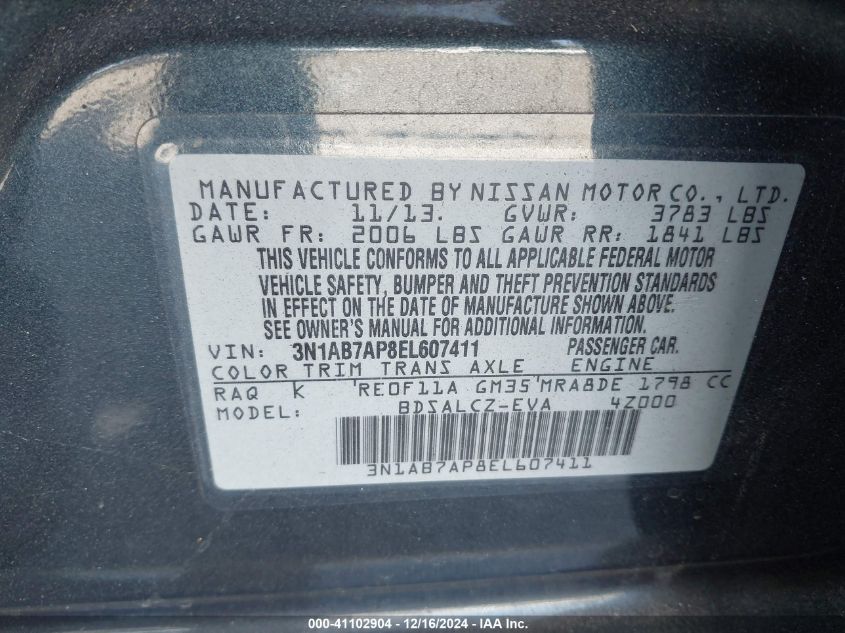 MANUFACTURED BY NISSAN MOTOR CO., LTD.
DATE: 11/13. GVWR: 3783 LBS
GAWR FR: 2006 LBS GAWR RR: 1841 LBS
THIS VEHICLE CONFORMS TO ALL APPLICABLE FEDERAL MOTOR
VEHICLE SAFETY, BUMPER AND THEFT PREVENTION STANDARDS
IN EFFECT ON THE DATE OF MANUFACTURE SHOWN ABOVE.
SEE OWNER'S MANUAL FOR ADDITIONAL INFORMATION.
VIN: 3N1AB7AP8EL607411 PASSENGER CAR.
COLOR TRIM TRANS AXLE ENGINE
RAQ K RE0F11A GM35 MRA8DE 1798 CC
MODEL: BDSALCZ-EVA 4Z000
3N1AB7AP8EL607411
000-41102904 - 12/16/2024 - IAA Inc.